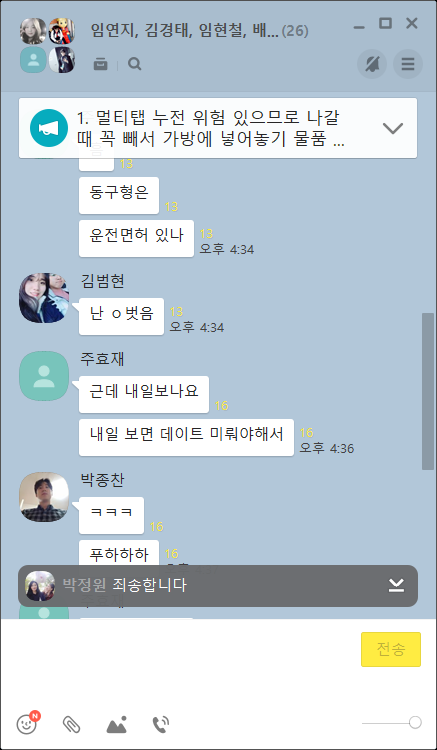 임연지, 김경태, 임현철, 배...(26)
1. 멀티탭 누전 위험 있으므로 나갈
때 꼭 빼서 가방에 넣어놓기 물품 ...
13
동구형은
13
운전면허 있나
13
오후 4:34
김범현
난 ㅇ벗음
13
오후 4:34
주효재
근데 내일보나요
16
내일 보면 데이트 미뤄야해서
16
오후 4:36
박종찬
ㅋㅋㅋ
16
푸하하하
16
박정원 죄송합니다
전송
N